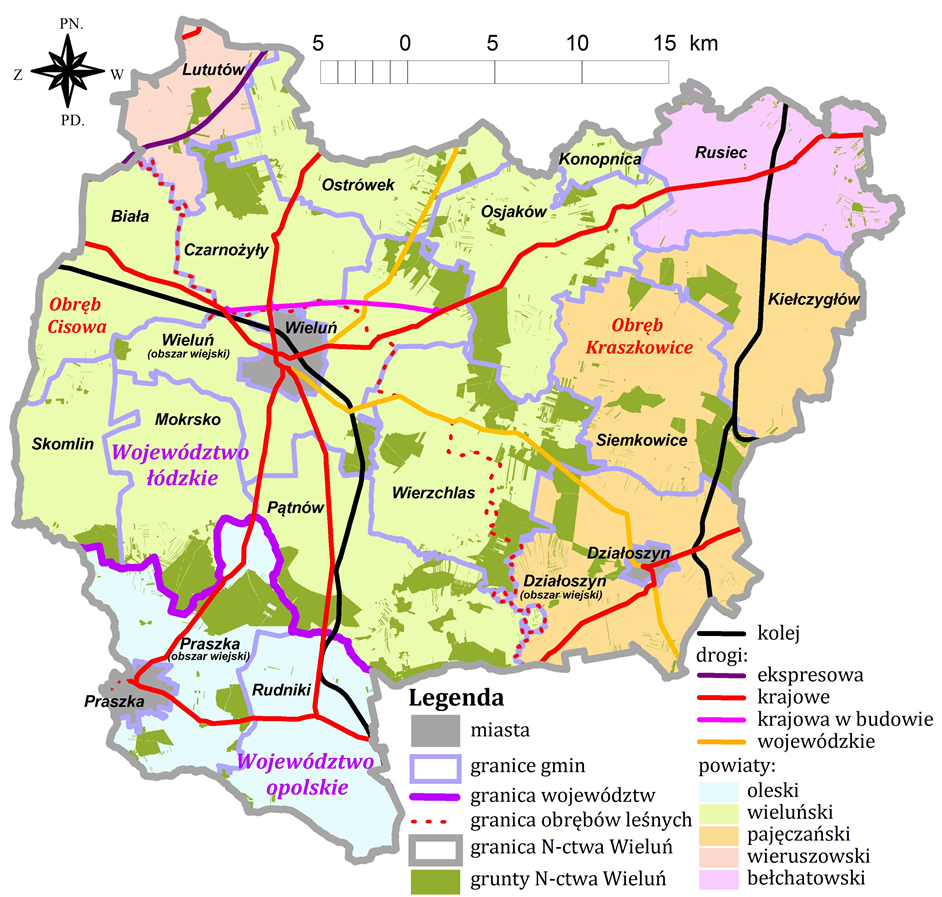 PN.
Z
W
PD.
5
0
5
10
15
km
Lututów
Konopnica
Rusiec
Ostrówek
Osjaków
Biała
Czarnożyły
Kiełczygłów
Obręb
Cisowa
Wieluń
Wieluń
(obszar wiejski)
Obręb
Kraszkowice
Skomlin
Mokrsko
Siemkowice
Województwo
łódzkie
Wierzchlas
Pątnów
Działoszyn
Działoszyn
(obszar wiejski)
Praszka
(obszar wiejski)
Praszka
Rudniki
Województwo
opolskie
Legenda
miasta
granice gmin
granica województw
granica obrębów leśnych
granica N-ctwa Wieluń
grunty N-ctwa Wieluń
kolej
drogi:
ekspresowa
krajowe
krajowa w budowie
wojewódzkie
powiaty:
oleski
wieluński
pajęczański
wieruszowski
bełchatowski